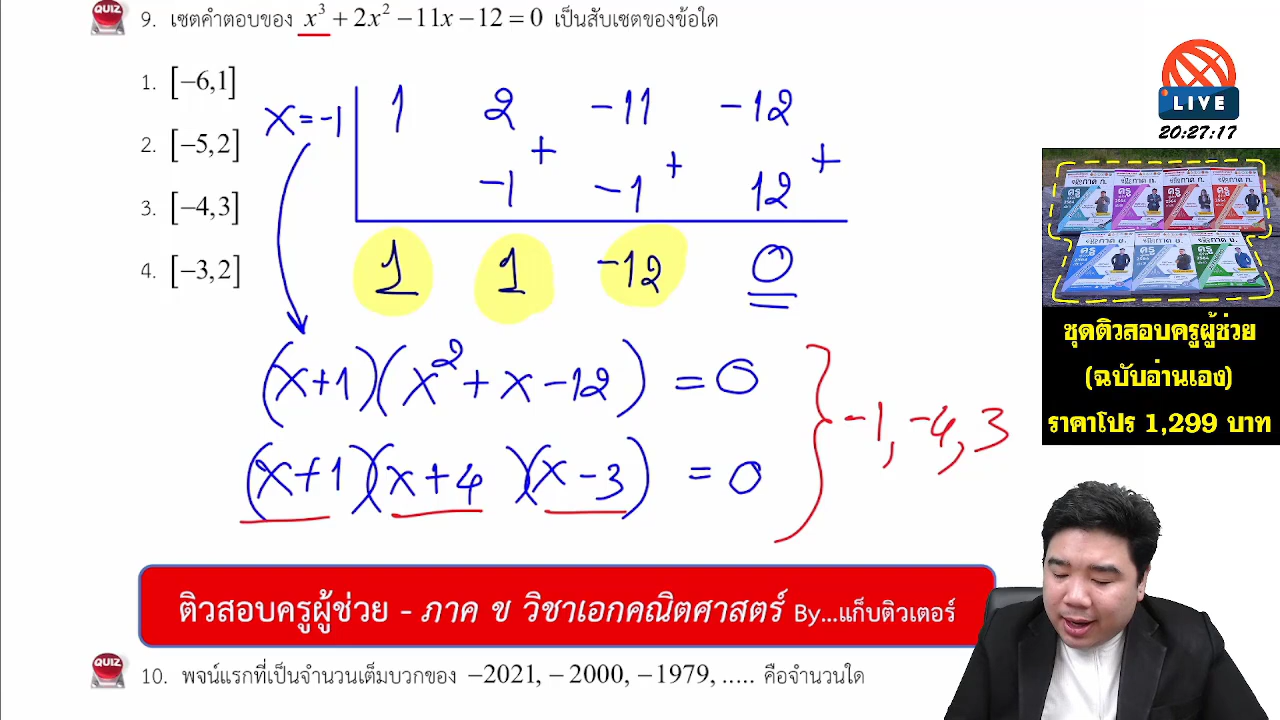 QUIZ
9. เซตคำตอบของ x³ + 2x² − 11x − 12 = 0 เป็นสับเซตของข้อใด
1. [−6,1]
2. [−5,2]
3. [−4,3]
4. [−3,2]
x = -1 1 2 -11 -12
+ + +
-1 -1 12
1 1 -12 0
(x+1)(x² + x - 12) = 0
(x+1)(x+4)(x-3) = 0
-1, -4, 3
LIVE
20:27:17
ชุดติวสอบครูผู้ช่วย
(ฉบับอ่านเอง)
ราคาโปร 1,299 บาท
ติวสอบครูผู้ช่วย - ภาค ข วิชาเอกคณิตศาสตร์ By...แก็บติวเตอร์
QUIZ
10. พจน์แรกที่เป็นจำนวนเต็มบวกของ −2021, − 2000, −1979, ..... คือจำนวนใด